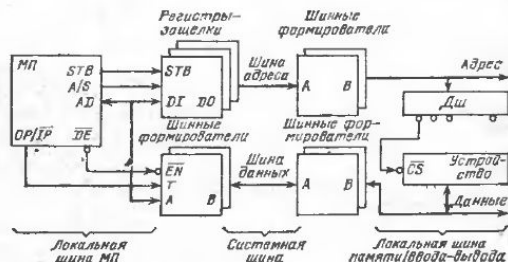 Регистры-
защелки
Шинные
формирователи
МП
STB
A/S
AD
OP/IP
DE
STB
DI DO
Шина
адреса
A B
Адрес
Дш
Шинные формирователи
EN
T
A B
Шина
данных
Шинные фор-
мирователи
A B
CS
Устрой-
ство
Данные
Локальная
шина МП
Системная
шина
Локальная шина
памяти/ввода-вывода